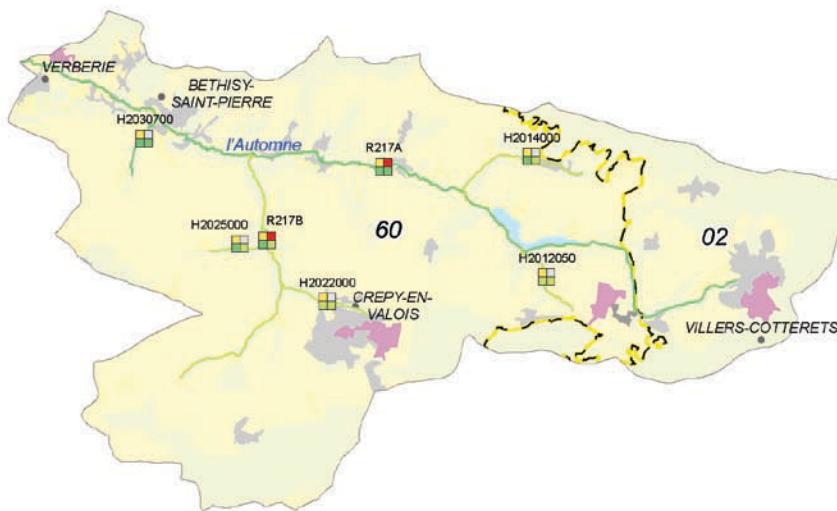 VERBERIE
BETHISY-
SAINT-PIERRE
H2030700
l'Automne
R217A
H2014000
H2025000
R217B
60
02
H2012050
H2022000
CREPY-EN-
VALOIS
VILLERS-COTTERETS